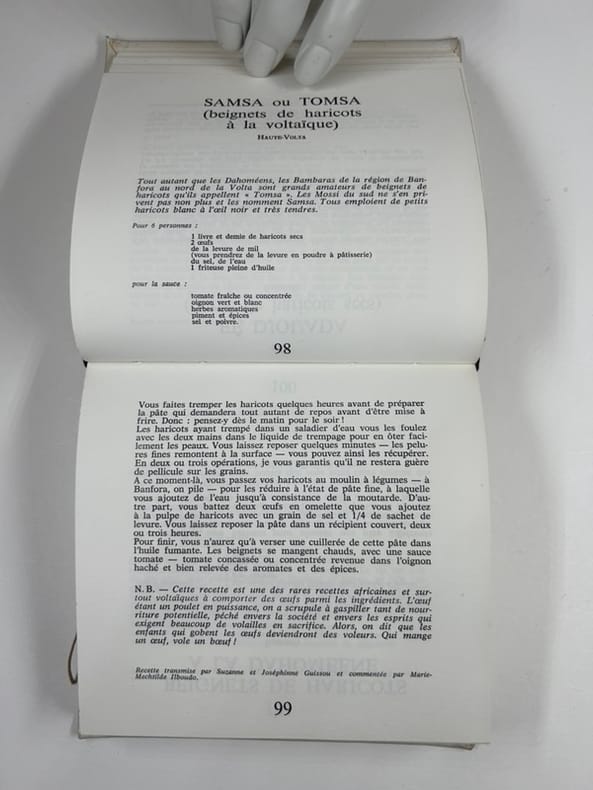 SAMSA ou TOMSA
(beignets de haricots
à la voltaïque)
HAUTE-VOLTA
Tout autant que les Dahoméens, les Bambaras de la région de Ban-
fora au nord de la Volta sont grands amateurs de beignets de
haricots qu'ils appellent « Tomsa ». Les Mossi du sud ne s'en pri-
vent pas non plus et les nomment Samsa. Tous emploient de petits
haricots blanc à l'œil noir et très tendres.
Pour 6 personnes :
1 livre et demie de haricots secs
2 œufs
de la levure de mil
(vous prendrez de la levure en poudre à pâtisserie)
du sel, de l'eau
1 friteuse pleine d'huile
pour la sauce :
tomate fraîche ou concentrée
oignon vert et blanc
herbes aromatiques
piment et épices
sel et poivre.
98
Vous faites tremper les haricots quelques heures avant de préparer
la pâte qui demandera tout autant de repos avant d'être mise à
frire. Donc : pensez-y dès le matin pour le soir !
Les haricots ayant trempé dans un saladier d'eau vous les foulez
avec les deux mains dans le liquide de trempage pour en ôter faci-
lement les peaux. Vous laissez reposer quelques minutes — les pelu-
res fines remontent à la surface — vous pouvez ainsi les récupérer.
En deux ou trois opérations, je vous garantis qu'il ne restera guère
de pellicule sur les grains.
A ce moment-là, vous passez vos haricots au moulin à légumes — à
Banfora, on pile — pour les réduire à l'état de pâte fine, à laquelle
vous ajoutez de l'eau jusqu'à consistance de la moutarde. D'au-
tre part, vous battez deux œufs en omelette que vous ajoutez
à la pulpe de haricots avec un grain de sel et 1/4 de sachet de
levure. Vous laissez reposer la pâte dans un récipient couvert, deux
ou trois heures.
Pour finir, vous n'aurez qu'à verser une cuillerée de cette pâte dans
l'huile fumante. Les beignets se mangent chauds, avec une sauce
tomate — tomate concassée ou concentrée revenue dans l'oignon
haché et bien relevée des aromates et des épices.
N.B. — Cette recette est une des rares recettes africaines et sur-
tout voltaïques à comporter des œufs parmi les ingrédients. L'œuf
étant un poulet en puissance, on a scrupule à gaspiller tant de nour-
riture potentielle, péché envers la société et envers les esprits qui
exigent beaucoup de volailles en sacrifice. Alors, on dit que les
enfants qui gobent les œufs deviendront des voleurs. Qui mange
un œuf, vole un bœuf !
Recette transmise par Suzanne et Joséphinne Guissou et commentée par Marie-
Mechtilde Ilboudo.
99